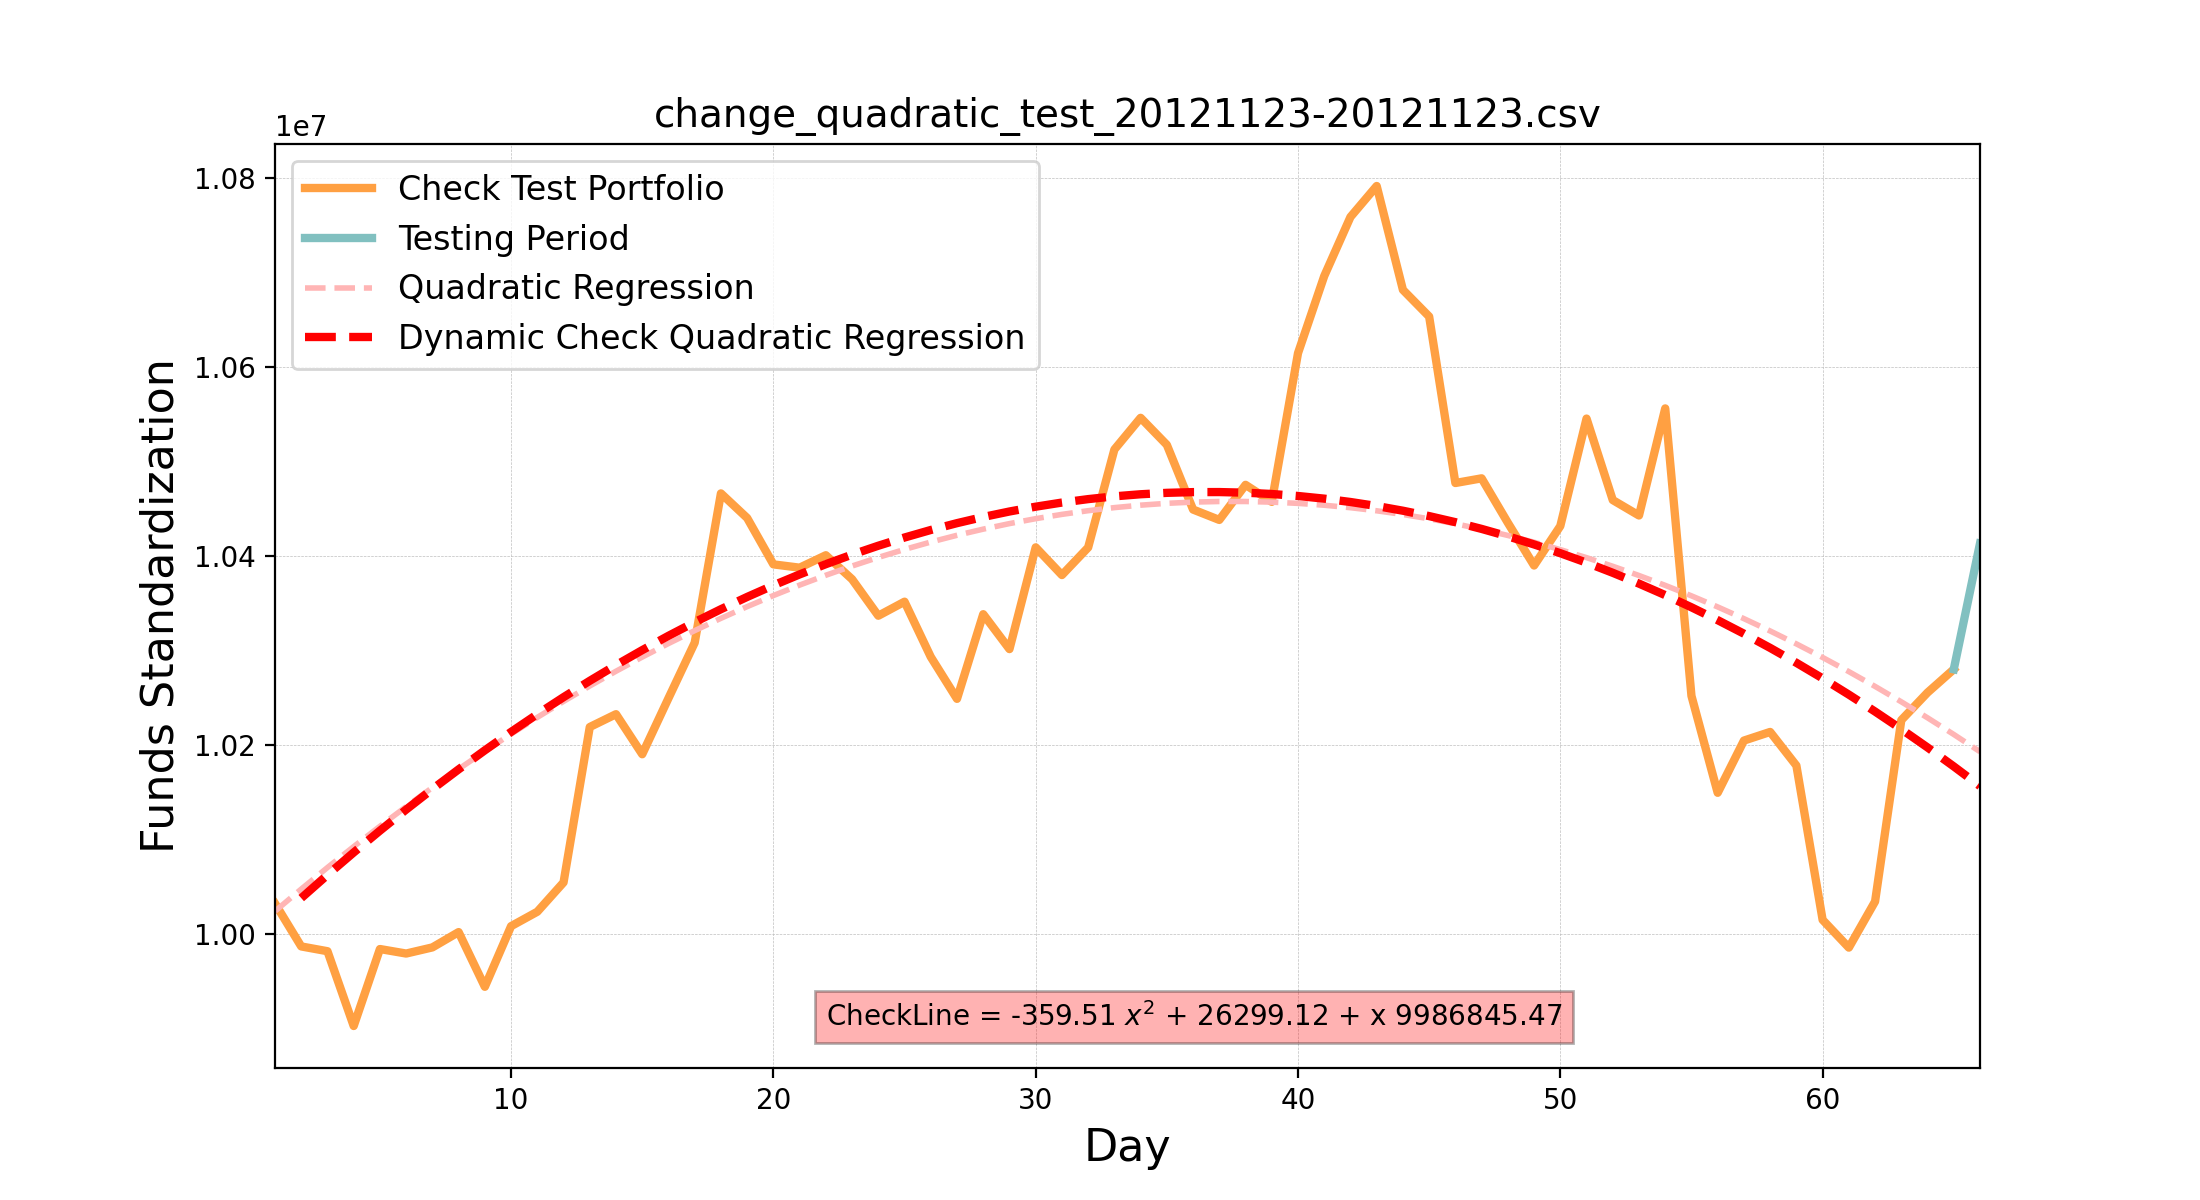 change_quadratic_test_20121123-20121123.csv
1e7
1.08
1.06
1.04
1.02
1.00
Funds Standardization
Check Test Portfolio
Testing Period
Quadratic Regression
Dynamic Check Quadratic Regression
CheckLine = -359.51 x² + 26299.12 + x 9986845.47
10 20 30 40 50 60
Day